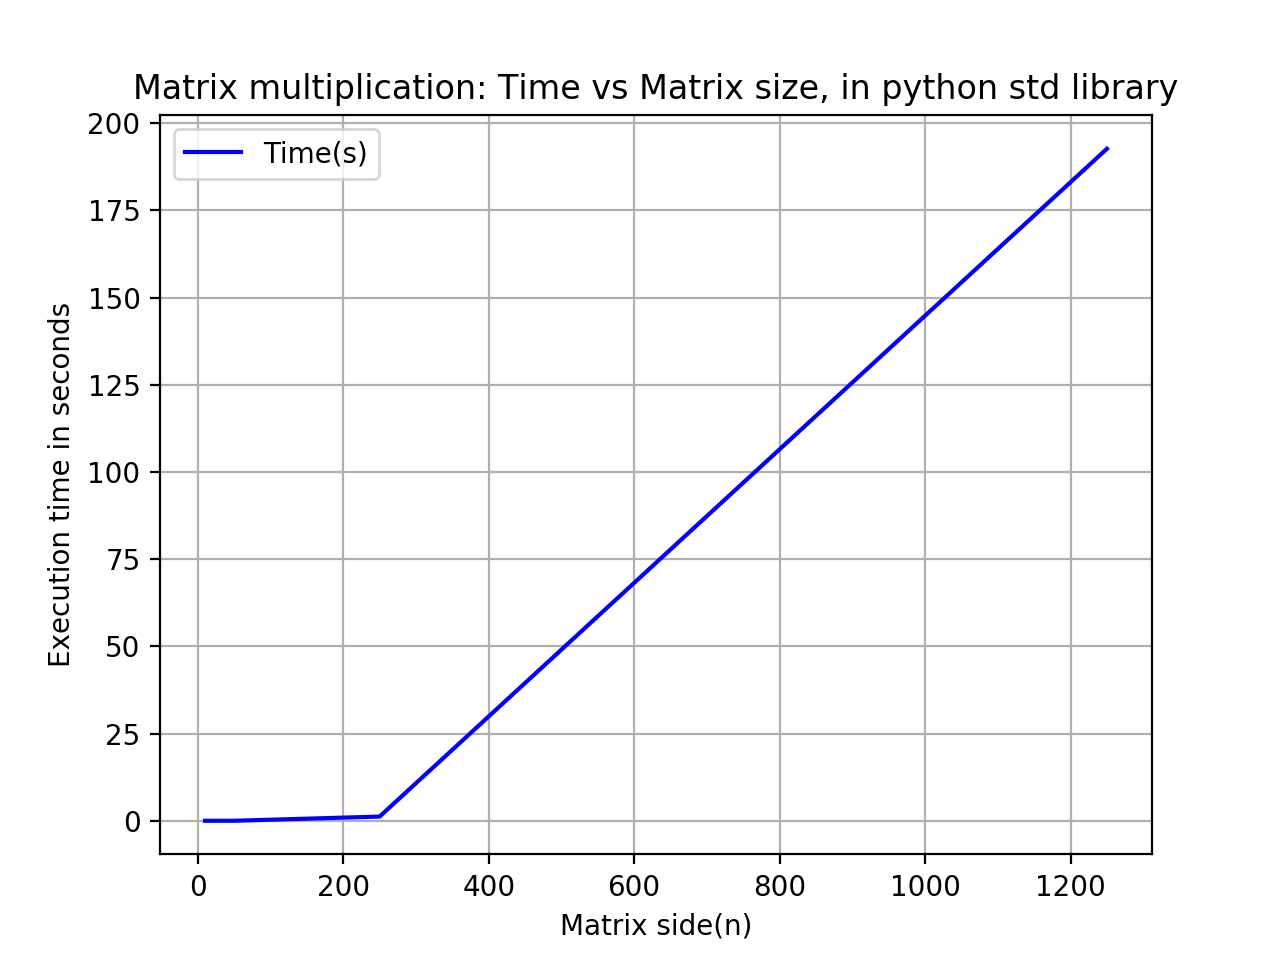 Matrix multiplication: Time vs Matrix size, in python std library
Time(s)
200
175
150
125
100
75
50
25
0
Execution time in seconds
0 200 400 600 800 1000 1200
Matrix side(n)